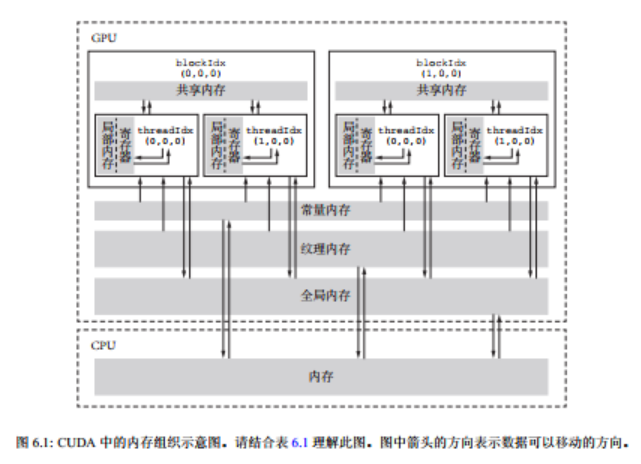 GPU
blockIdx
(0,0,0)
共享内存
局部内存
寄存器
threadIdx
(0,0,0)
局部内存
寄存器
threadIdx
(1,0,0)
blockIdx
(1,0,0)
共享内存
局部内存
寄存器
threadIdx
(0,0,0)
局部内存
寄存器
threadIdx
(1,0,0)
常量内存
纹理内存
全局内存
CPU
内存
图 6.1: CUDA 中的内存组织示意图。请结合表 6.1 理解此图。图中箭头的方向表示数据可以移动的方向。